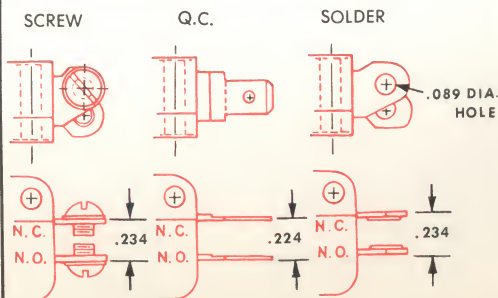 SCREW Q.C. SOLDER
.089 DIA.
HOLE
N.C. N.C. N.C.
.234 .224 .234
N.O. N.O. N.O.